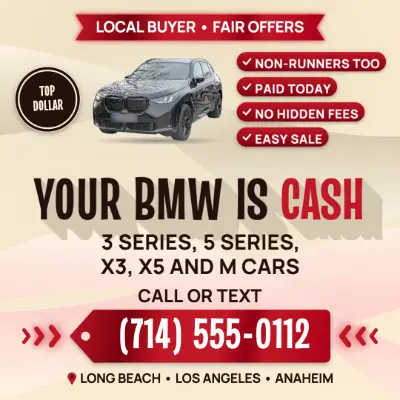 LOCAL BUYER • FAIR OFFERS
TOP
DOLLAR
NON-RUNNERS TOO
PAID TODAY
NO HIDDEN FEES
EASY SALE
YOUR BMW IS CASH
3 SERIES, 5 SERIES,
X3, X5 AND M CARS
CALL OR TEXT
(714) 555-0112
LONG BEACH • LOS ANGELES • ANAHEIM